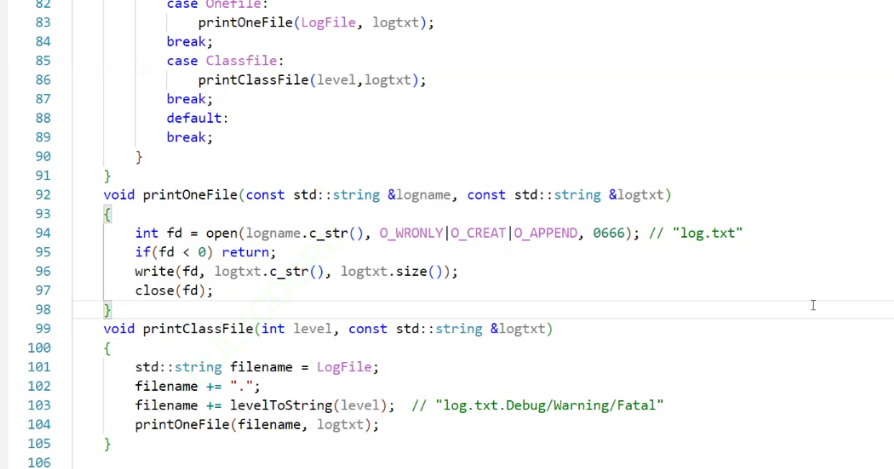 82 case Onefile:
83 printOneFile(LogFile, logtxt);
84 break;
85 case Classfile:
86 printClassFile(level,logtxt);
87 break;
88 default:
89 break;
90 }
91 }
92 void printOneFile(const std::string &logname, const std::string &logtxt)
93 {
94 int fd = open(logname.c_str(), O_WRONLY|O_CREAT|O_APPEND, 0666); // "log.txt"
95 if(fd < 0) return;
96 write(fd, logtxt.c_str(), logtxt.size());
97 close(fd);
98 }
99 void printClassFile(int level, const std::string &logtxt)
100 {
101 std::string filename = LogFile;
102 filename += ".";
103 filename += levelToString(level); // "log.txt.Debug/Warning/Fatal"
104 printOneFile(filename, logtxt);
105 }
106